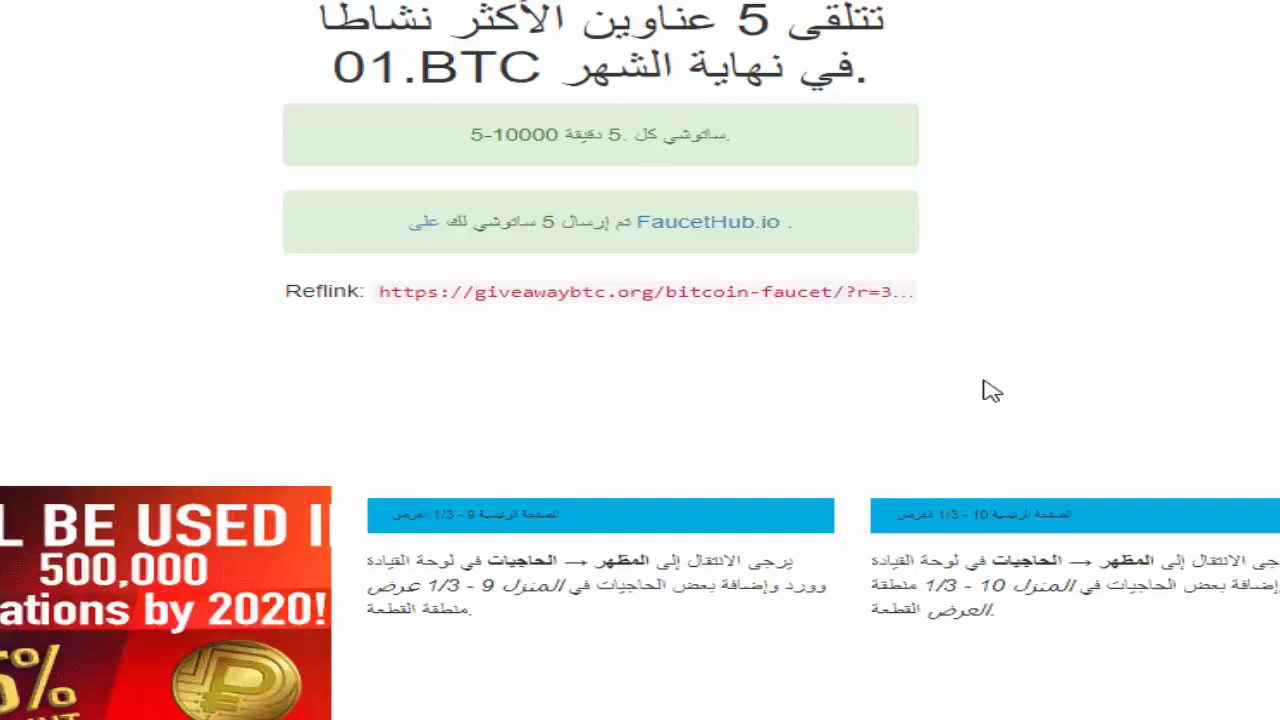 تتلقى 5 عناوين الأكثر نشاطا
في نهاية الشهر 01.BTC.
5-10000 ساتوشي كل .5 دقيقة.
تم إرسال 5 ساتوشي لك على FaucetHub.io .
Reflink: https://giveawaybtc.org/bitcoin-faucet/?r=3...
L BE USED I
500,000
ations by 2020!
5%
الصفحة الرئيسية 9 - 1/3 العرض
يرجى الانتقال إلى المظهر → الحاجيات في لوحة القيادة
وورد وإضافة بعض الحاجيات في المنزل 9 - 1/3 عرض
منطقة القطعة.
الصفحة الرئيسية 10 - 1/3 العرض
جى الانتقال إلى المظهر → الحاجيات في لوحة القيادة
إضافة بعض الحاجيات في المنزل 10 - 1/3 منطقة
العرض القطعة.